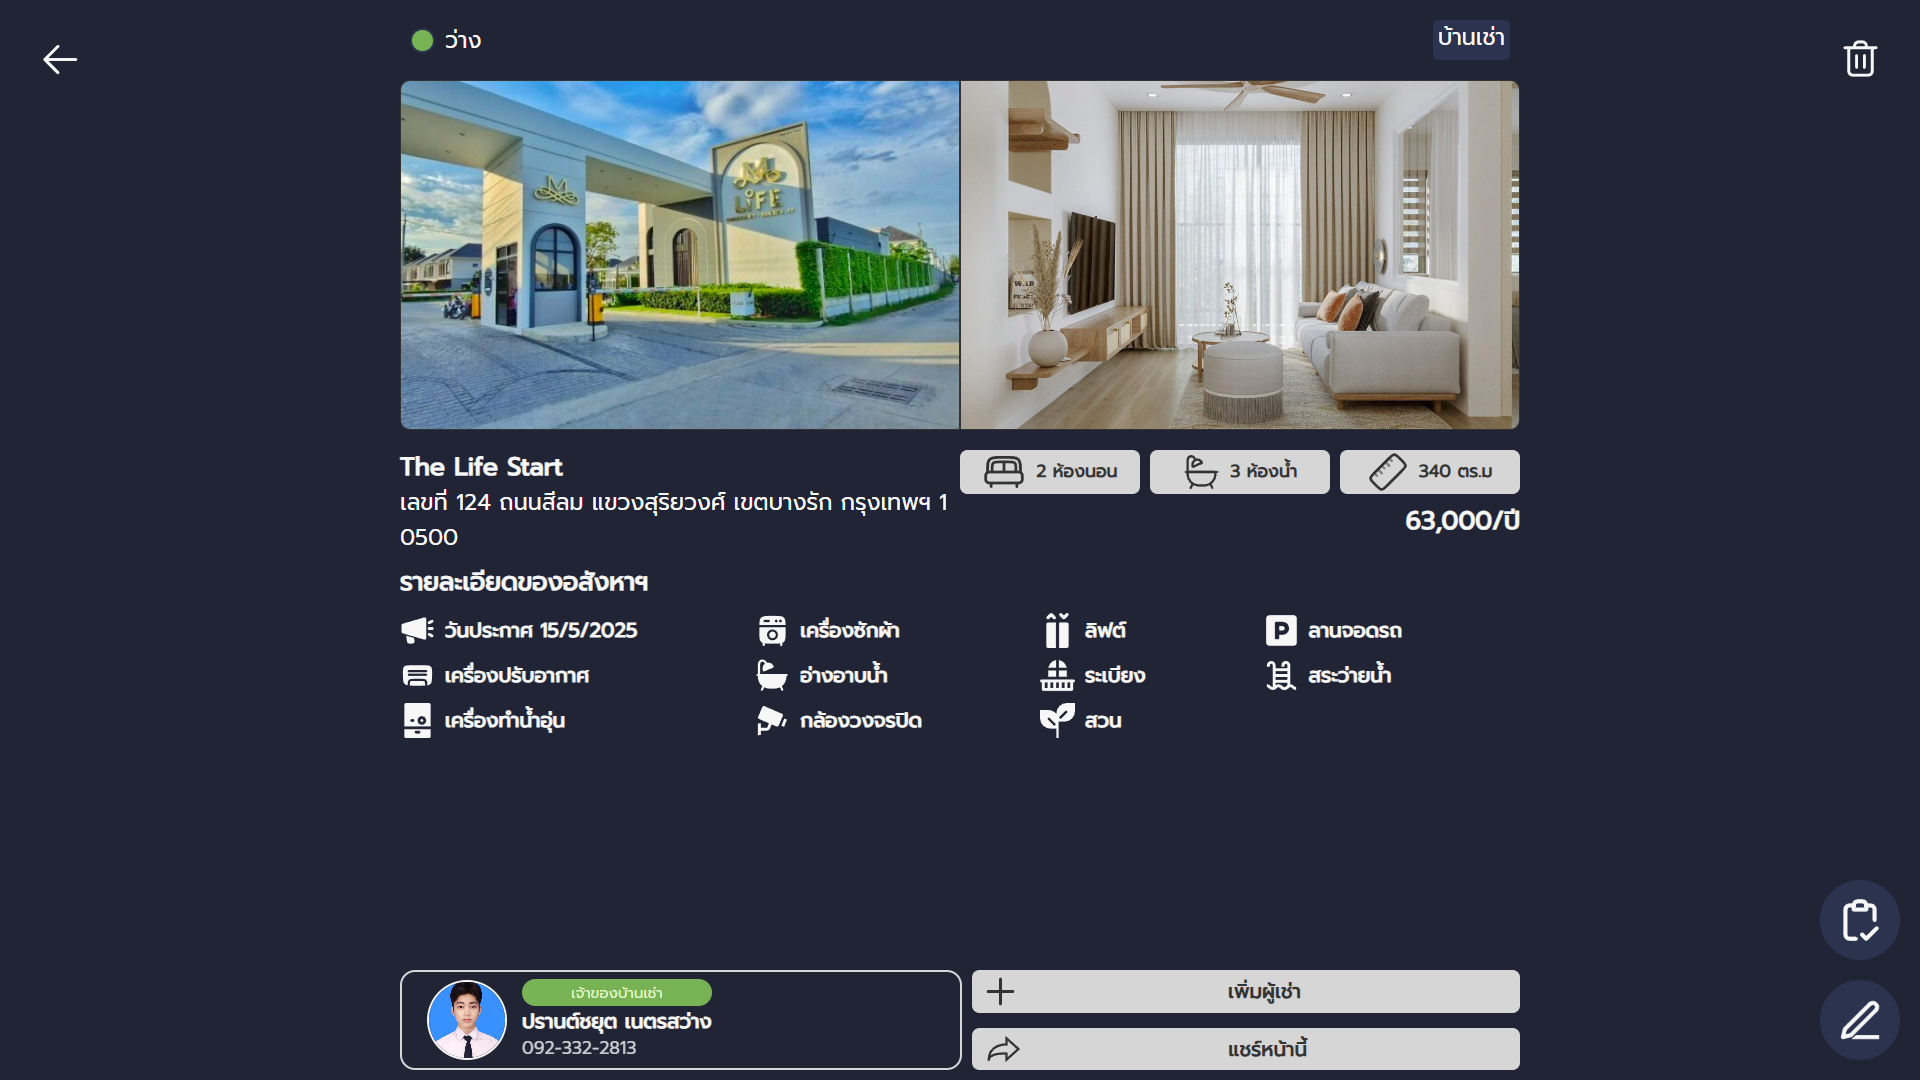 ว่าง
บ้านเช่า
LIFE
The Life Start
เลขที่ 124 ถนนสีลม แขวงสุริยวงศ์ เขตบางรัก กรุงเทพฯ 1
0500
2 ห้องนอน
3 ห้องน้ำ
340 ตร.ม
63,000/ปี
รายละเอียดของอสังหาฯ
วันประกาศ 15/5/2025
เครื่องซักผ้า
ลิฟต์
ลานจอดรถ
เครื่องปรับอากาศ
อ่างอาบน้ำ
ระเบียง
สระว่ายน้ำ
เครื่องทำน้ำอุ่น
กล้องวงจรปิด
สวน
เจ้าของบ้านเช่า
ปรานต์ชยุต เนตรสว่าง
092-332-2813
เพิ่มผู้เช่า
แชร์หน้านี้